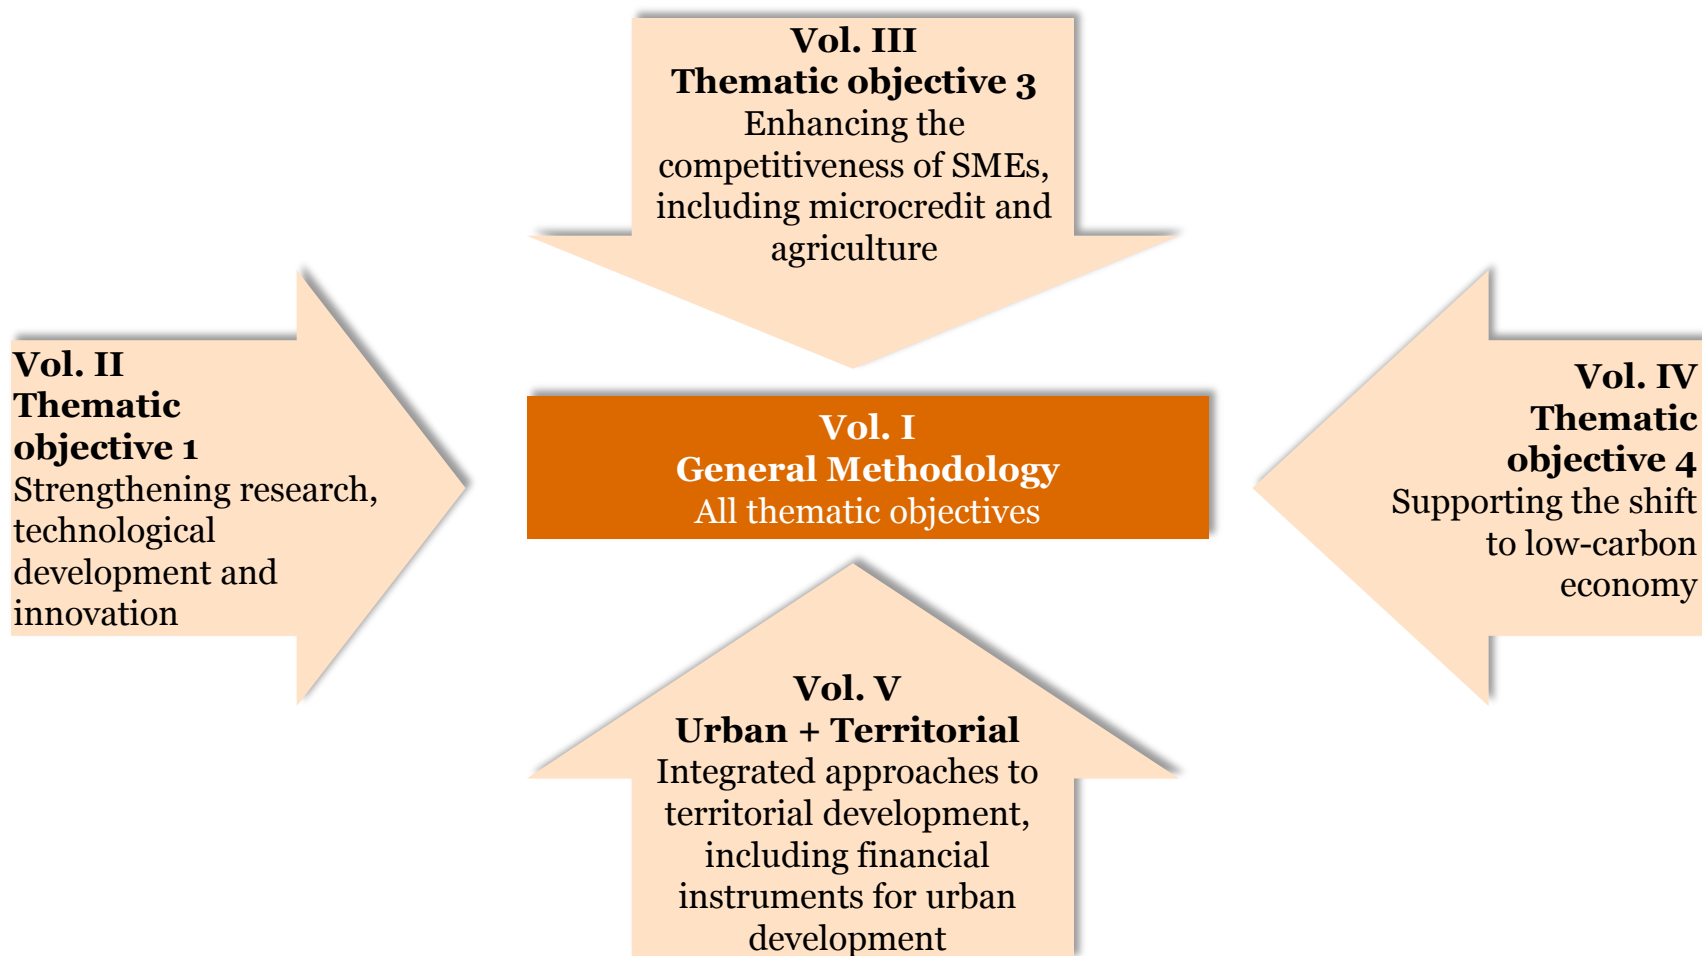 Vol. III
Thematic objective 3
Enhancing the
competitiveness of SMEs,
including microcredit and
agriculture
Vol. II
Thematic
objective 1
Strengthening research,
technological
development and
innovation
Vol. I
General Methodology
All thematic objectives
Vol. IV
Thematic
objective 4
Supporting the shift
to low-carbon
economy
Vol. V
Urban + Territorial
Integrated approaches to
territorial development,
including financial
instruments for urban
development